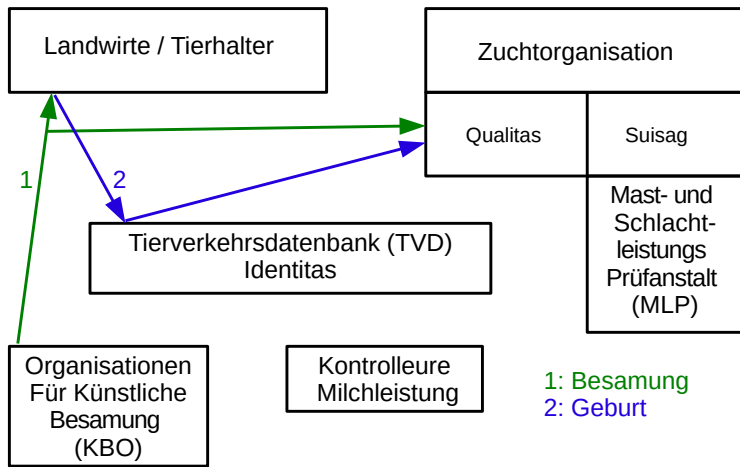 Landwirte / Tierhalter
Zuchtorganisation
Qualitas
Suisag
1
2
Mast- und
Schlacht-
leistungs
Prüfanstalt
(MLP)
Tierverkehrsdatenbank (TVD)
Identitas
Organisationen
Für Künstliche
Besamung
(KBO)
Kontrolleure
Milchleistung
1: Besamung
2: Geburt